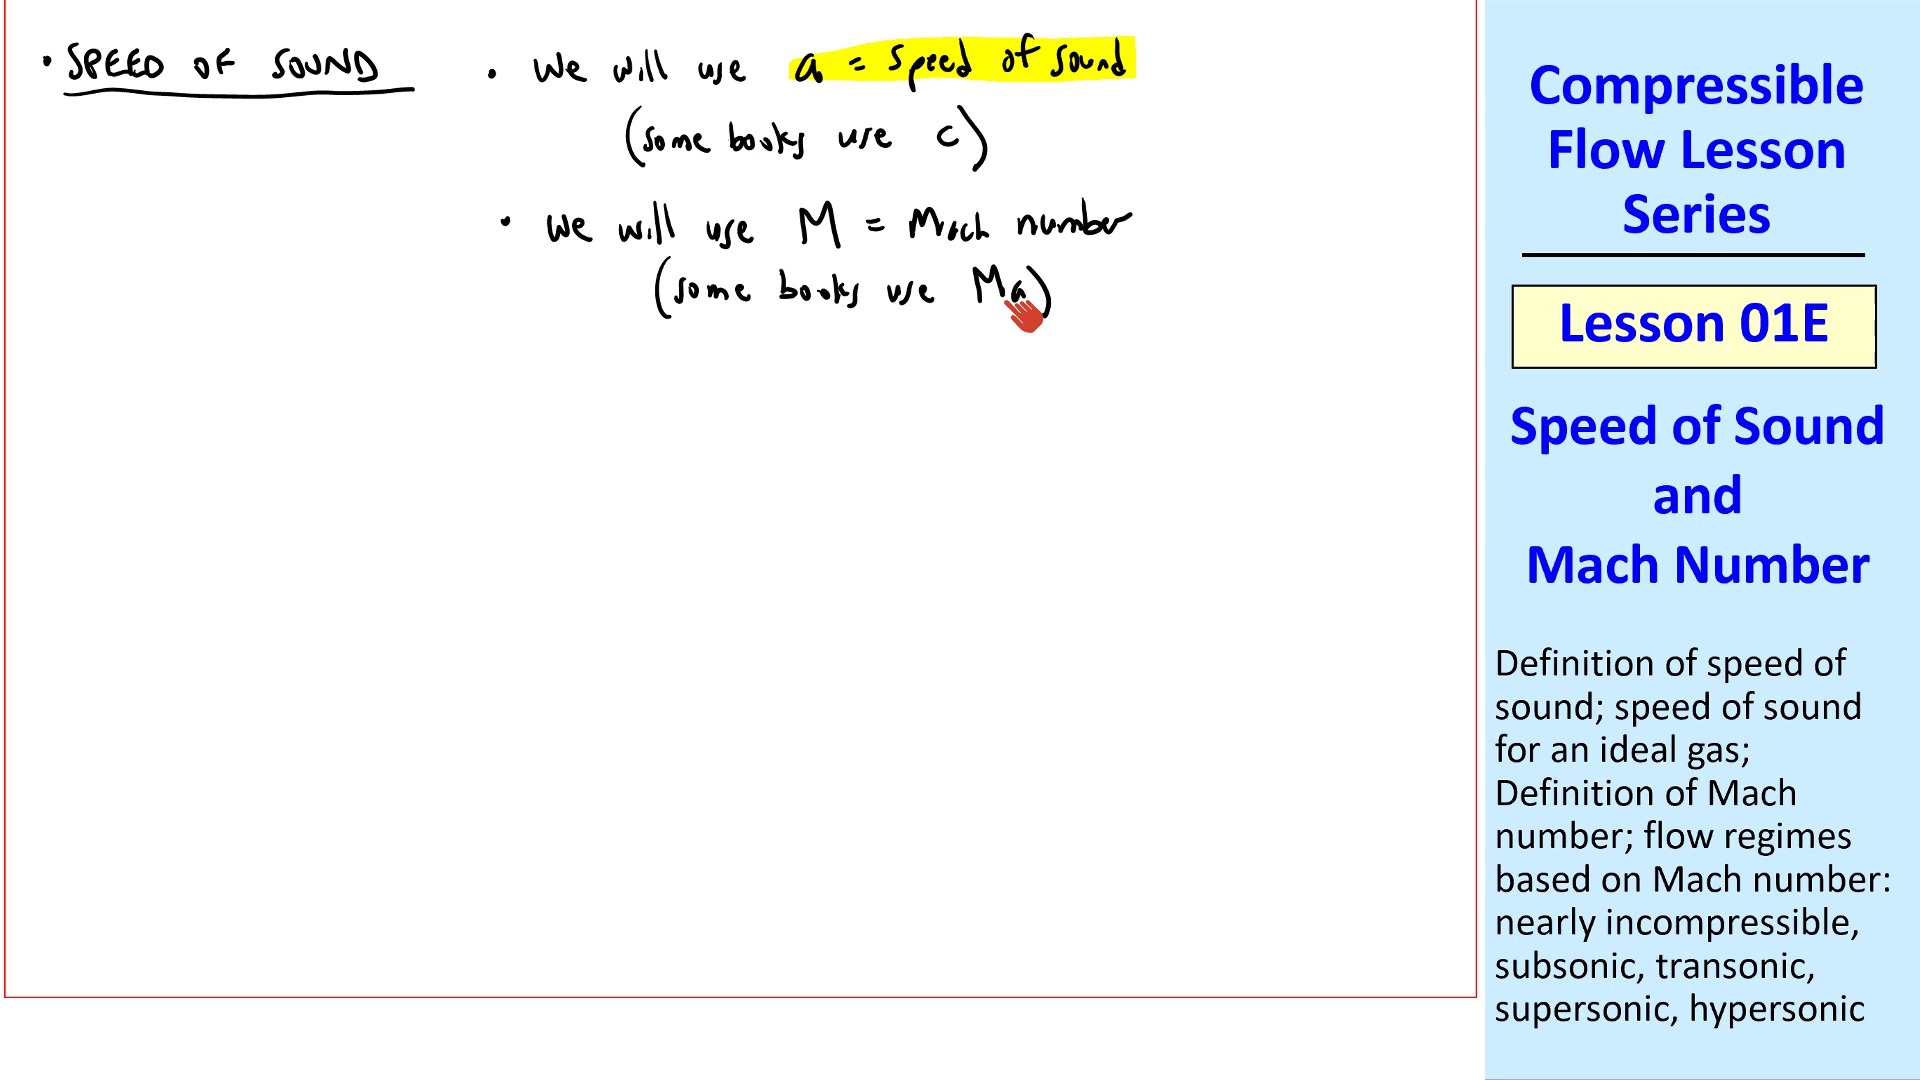 • SPEED OF SOUND
• We will use a = speed of sound
(some books use c)
• We will use M = Mach number
(some books use Ma)
Compressible
Flow Lesson
Series
Lesson 01E
Speed of Sound
and
Mach Number
Definition of speed of
sound; speed of sound
for an ideal gas;
Definition of Mach
number; flow regimes
based on Mach number:
nearly incompressible,
subsonic, transonic,
supersonic, hypersonic